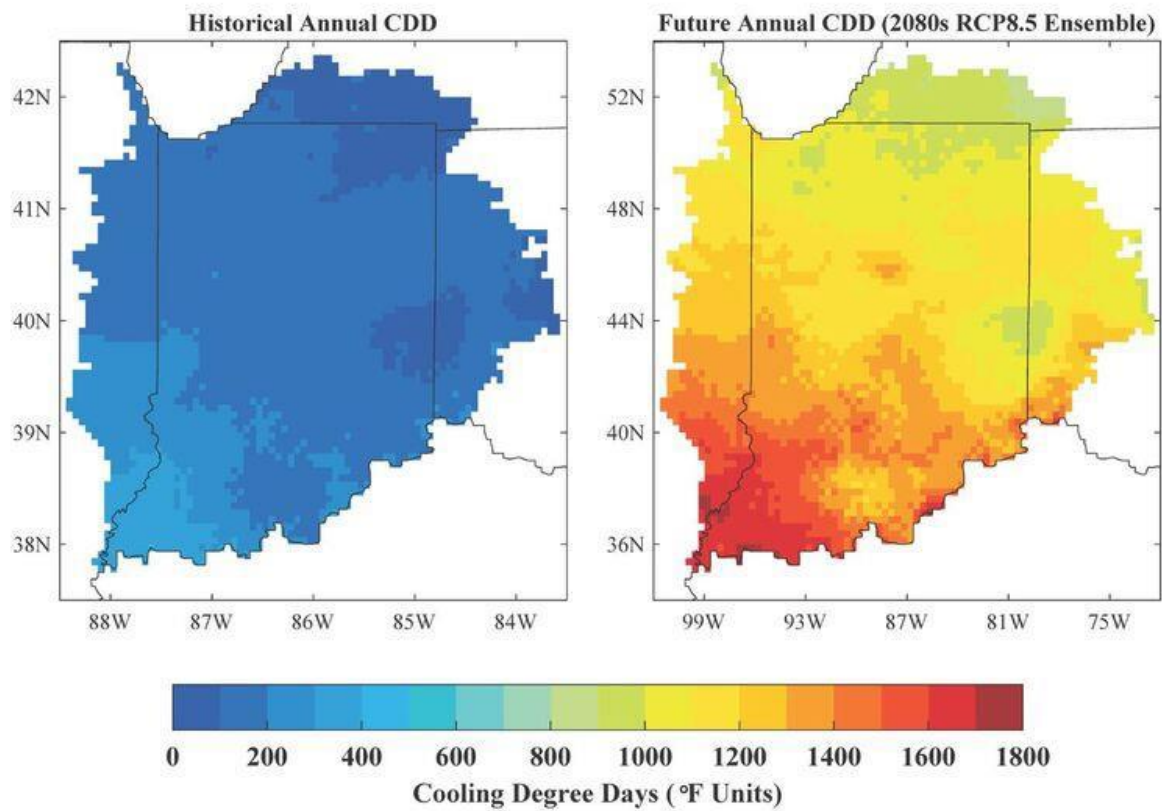 Historical Annual CDD
Future Annual CDD (2080s RCP8.5 Ensemble)
42N
41N
40N
39N
38N
88W 87W 86W 85W 84W
52N
48N
44N
40N
36N
99W 93W 87W 81W 75W
0 200 400 600 800 1000 1200 1400 1600 1800
Cooling Degree Days (°F Units)